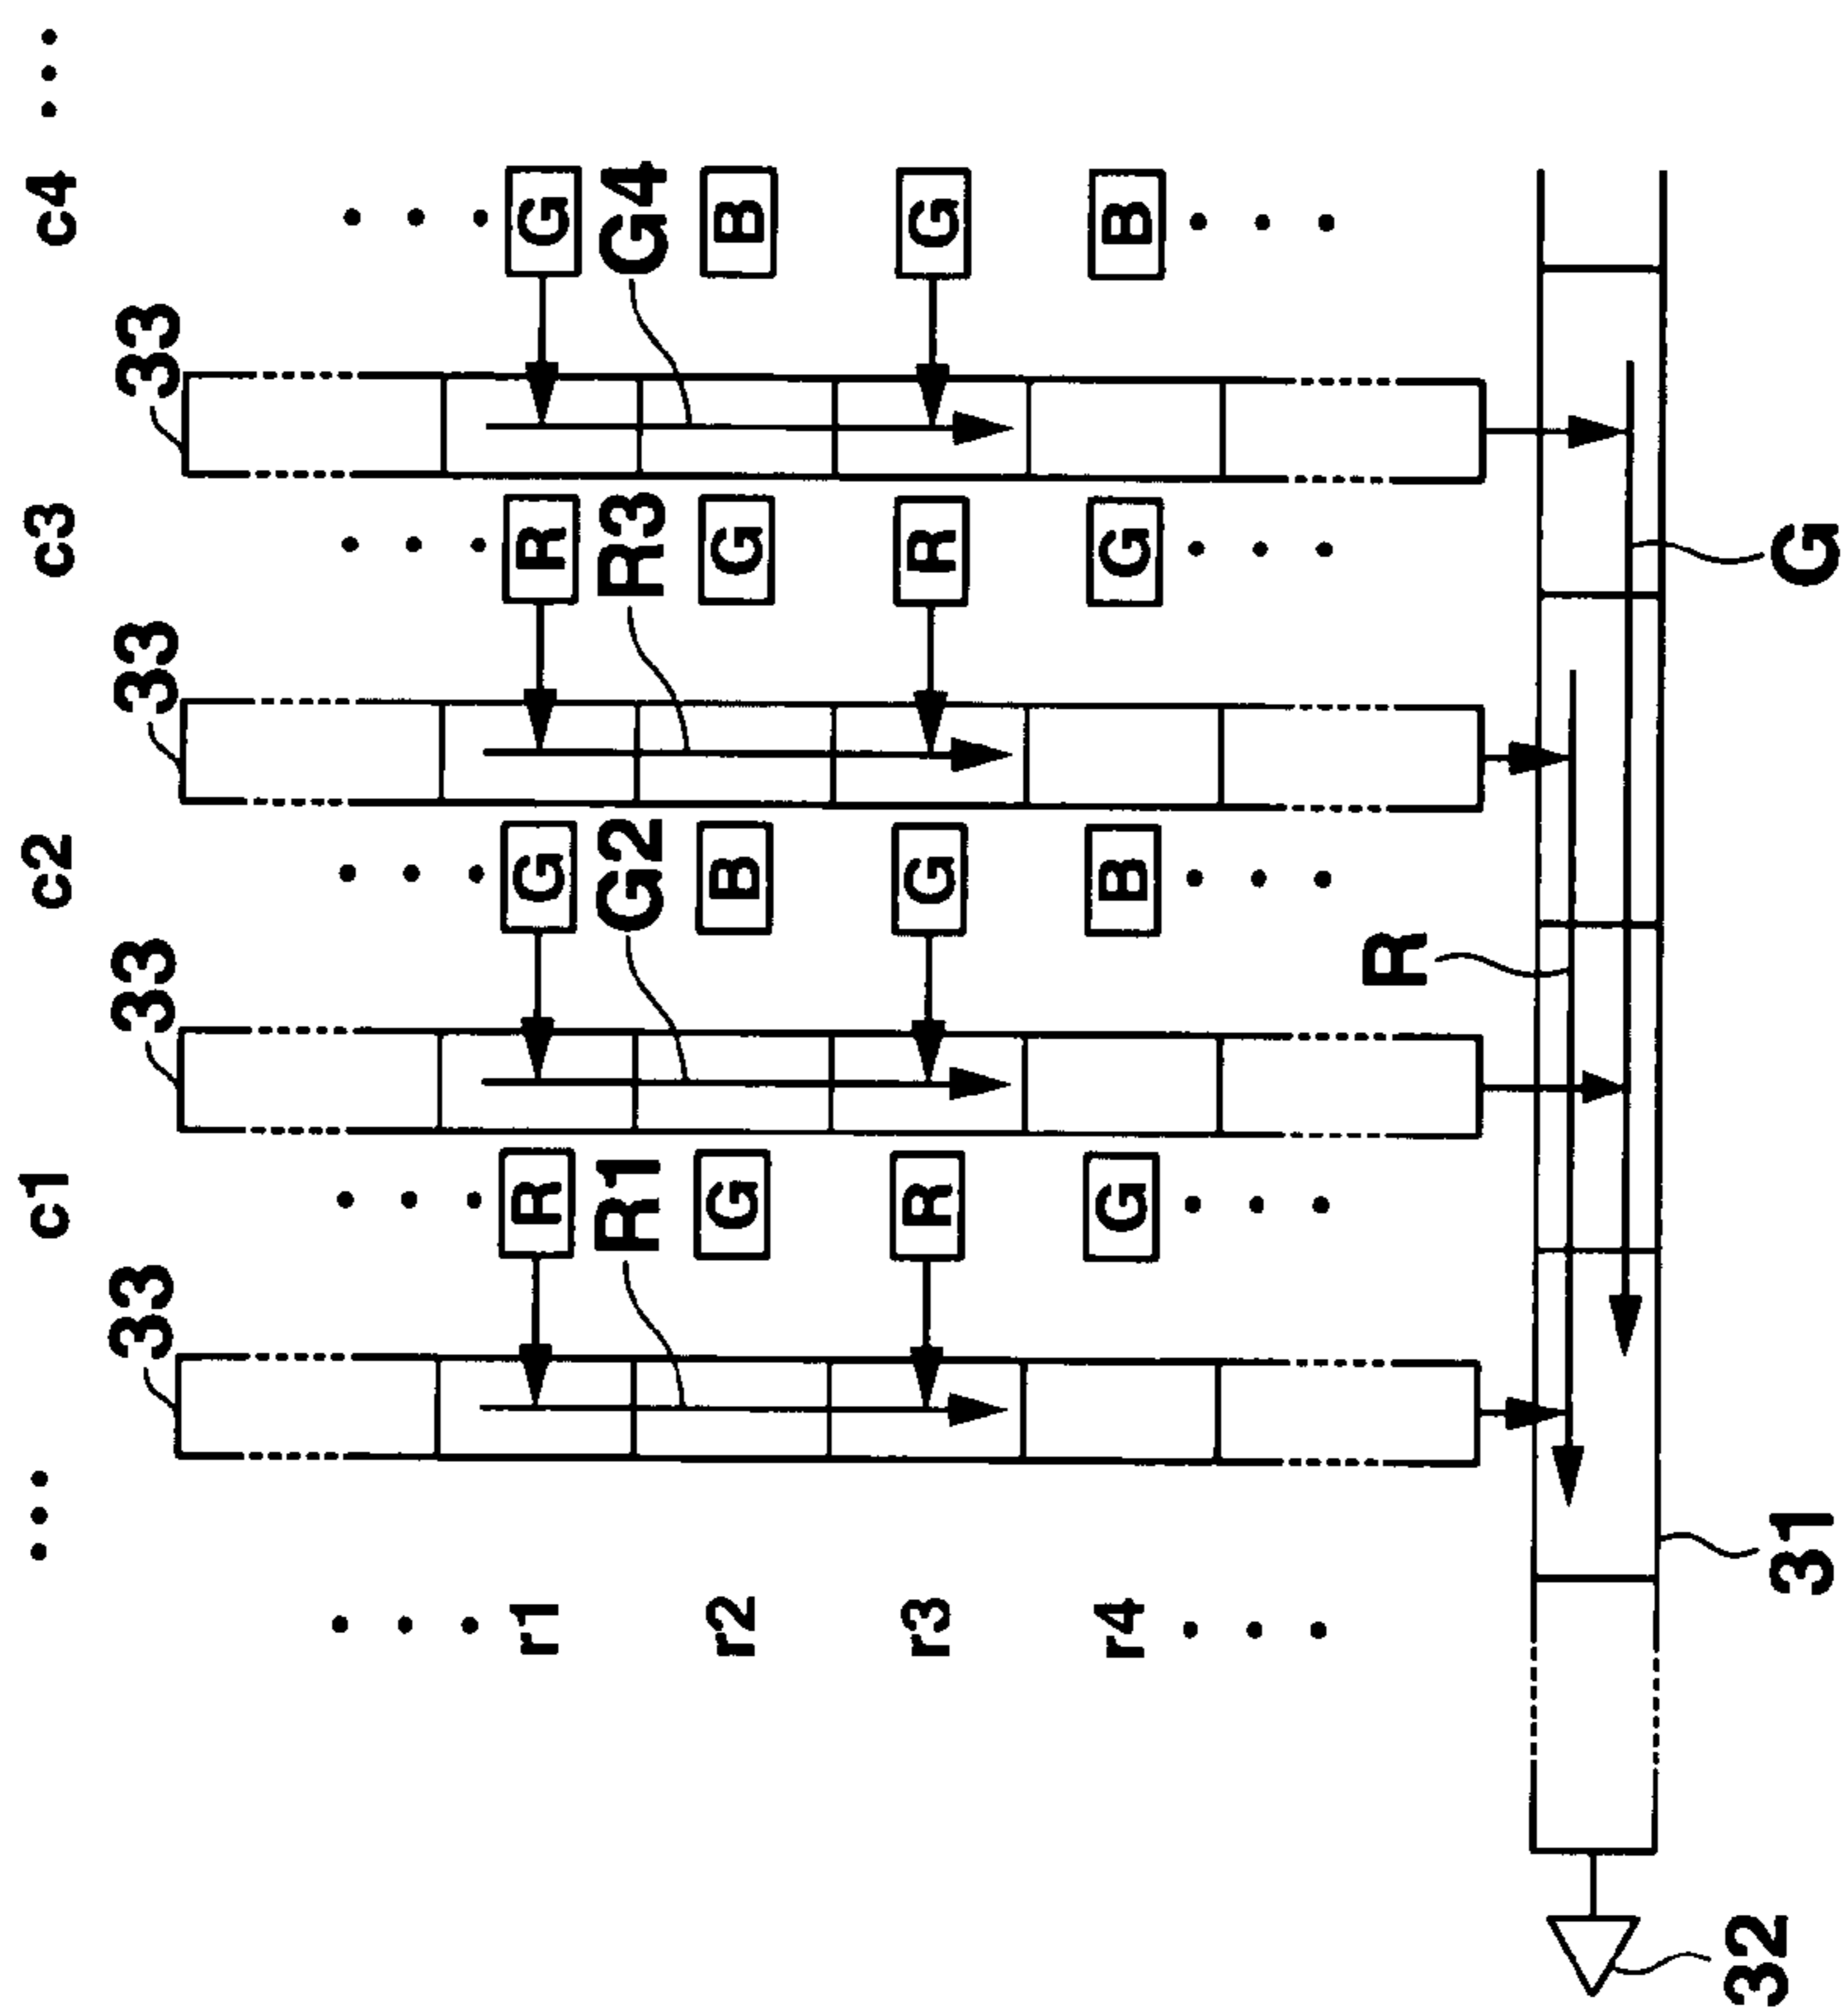 ••• c1 c2 c3 c4 •••
33 33 33 33
r1 R G R G
R1 G2 R3 G4
r2 G B G B
r3 R G R G
r4 G B G B
R
32 31 G